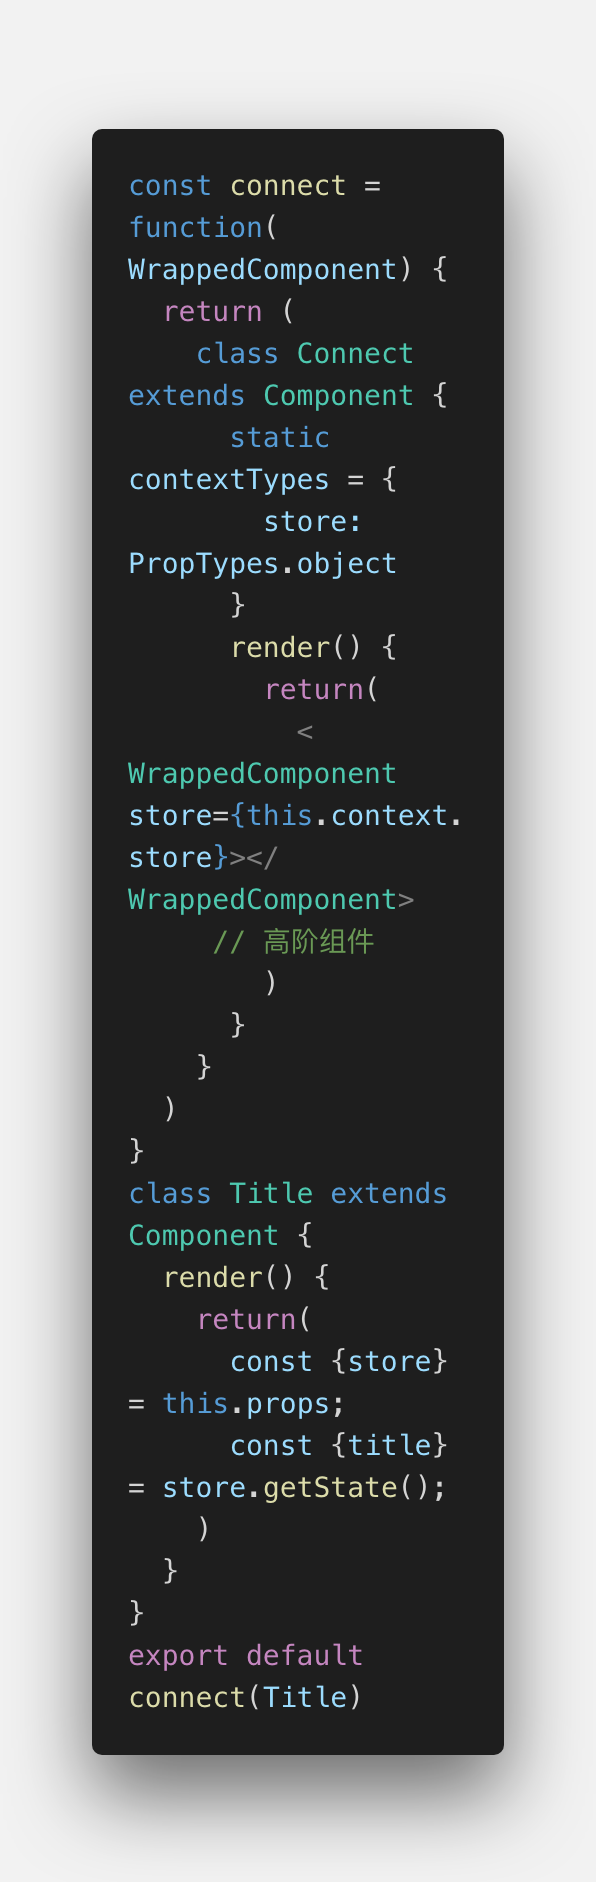 const connect =
function(
WrappedComponent) {
  return (
    class Connect
extends Component {
      static
contextTypes = {
        store:
PropTypes.object
      }
      render() {
        return(
          <
WrappedComponent
store={this.context.
store}></
WrappedComponent>
     // 高阶组件
        )
      }
    }
  )
}
class Title extends
Component {
  render() {
    return(
      const {store}
= this.props;
      const {title}
= store.getState();
    )
  }
}
export default
connect(Title)